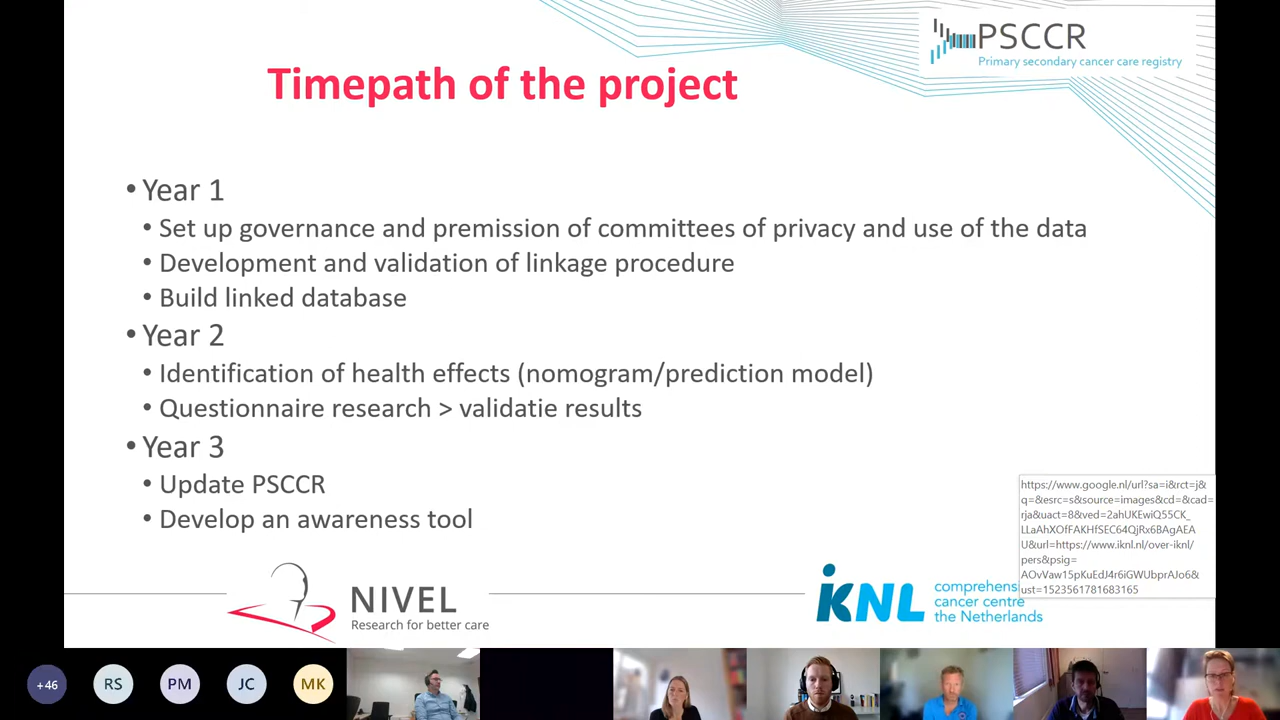 PSCCR
Primary secondary cancer care registry
Timepath of the project
• Year 1
• Set up governance and premission of committees of privacy and use of the data
• Development and validation of linkage procedure
• Build linked database
• Year 2
• Identification of health effects (nomogram/prediction model)
• Questionnaire research > validatie results
• Year 3
• Update PSCCR
• Develop an awareness tool
https://www.google.nl/url?sa=i&rct=j&
q=&esrc=s&source=images&cd=&cad=
rja&uact=8&ved=2ahUKEwiQ55CK_
LLaAhXOfFAKHfSEC64QjRx6BAgAEA
U&url=https://www.iknl.nl/over-iknl/
pers&psig=
AOvVaw15pKuEdJ4r6iGWUbprAJo6&
ust=1523561781683165
NIVEL
Research for better care
iKNL
comprehens
cancer centre
the Netherlands
+46
RS
PM
JC
MK